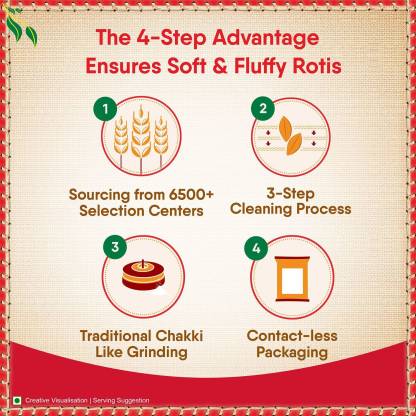 The 4-Step Advantage
Ensures Soft & Fluffy Rotis
1
2
Sourcing from 6500+
Selection Centers
3-Step
Cleaning Process
3
4
Traditional Chakki
Like Grinding
Contact-less
Packaging
Creative Visualisation | Serving Suggestion